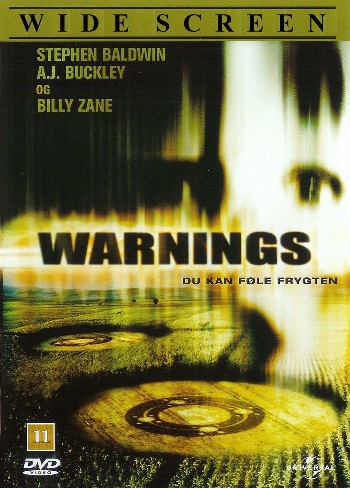 WIDE SCREEN
STEPHEN BALDWIN
A.J. BUCKLEY
OG
BILLY ZANE
WARNINGS
DU KAN FØLE FRYGTEN
11
DVD
VIDEO
UNIVERSAL